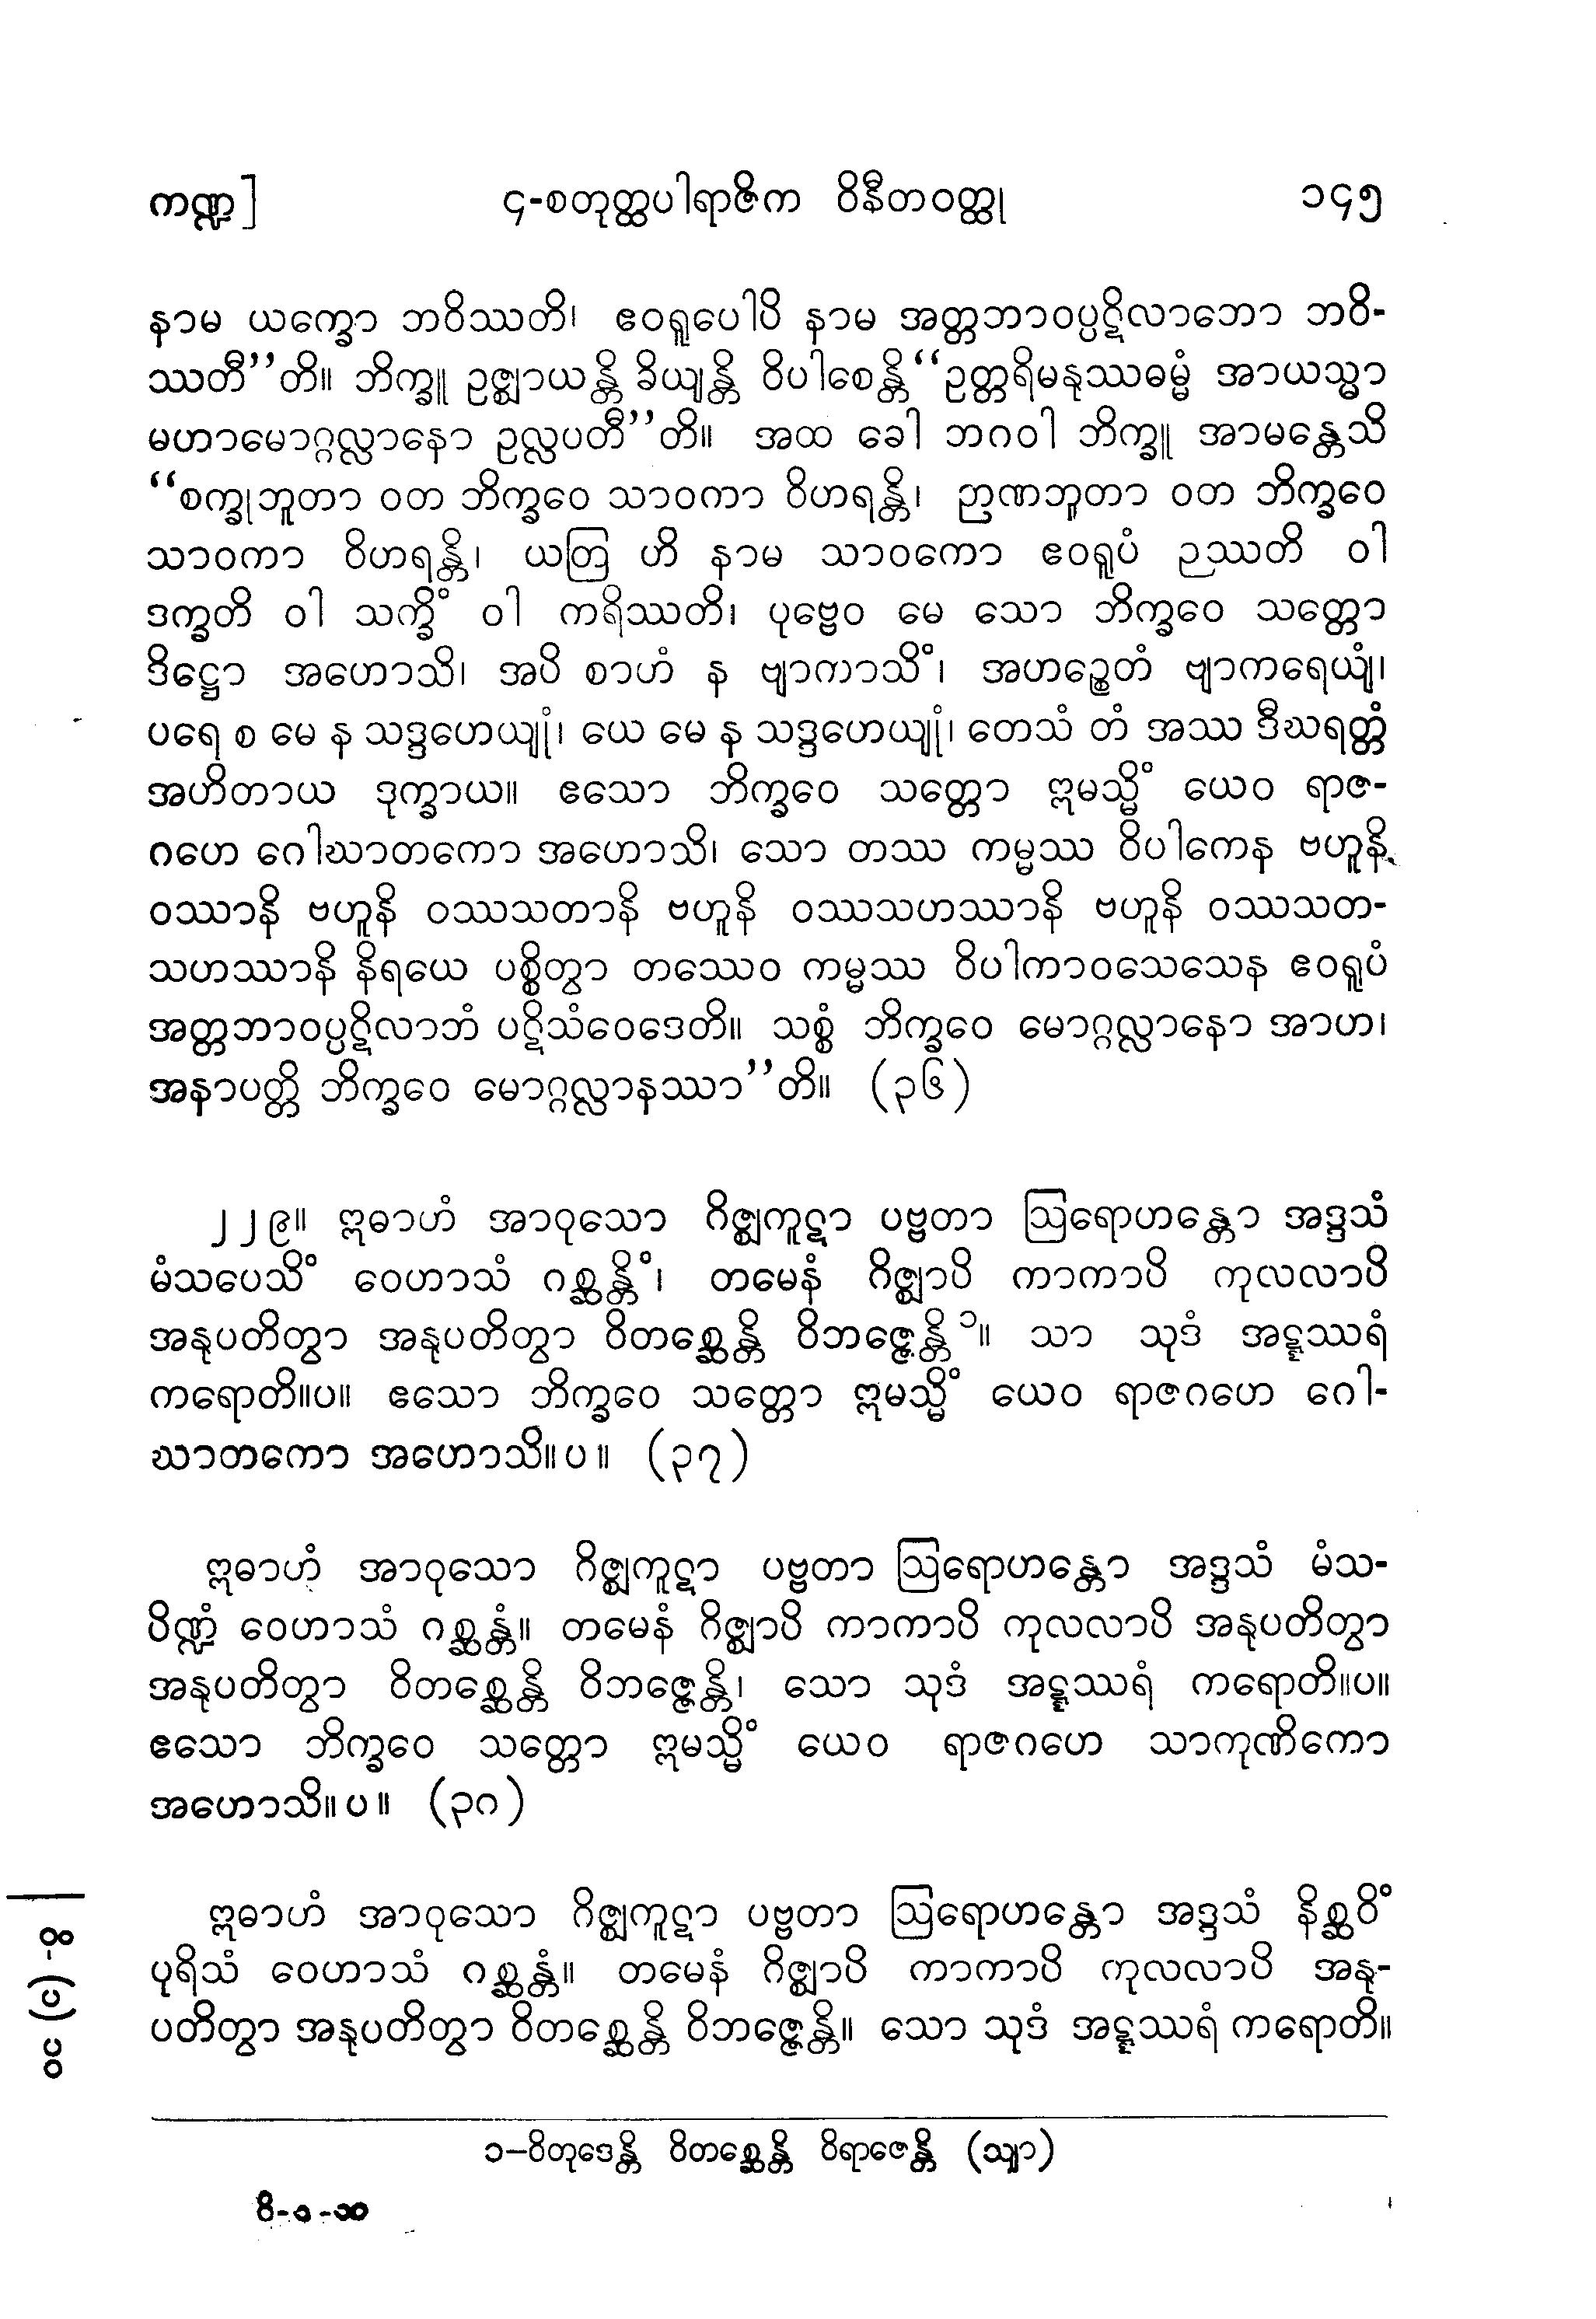 ကဏ္ဍ] ၄-စတုတ္ထပါရာဇိက ဝိနီတဝတ္ထု ၁၄၅
နာမ ယက္ခော ဘဝိဿတိ၊ ဧဝရူပေါပိ နာမ အတ္တဘာဝပ္ပဋိလာဘော ဘဝိ-
ဿတီ”တိ။ ဘိက္ခူ ဥဇ္ဈာယန္တိ ခိယျန္တိ ဝိပါစေန္တိ “ဥတ္တရိမနုဿဓမ္မံ အာယသ္မာ
မဟာမောဂ္ဂလ္လာနော ဥလ္လပတီ”တိ။ အထ ခေါ ဘဂဝါ ဘိက္ခူ အာမန္တေသိ
“စက္ခုဘူတာ ဝတ ဘိက္ခဝေ သာဝကာ ဝိဟရန္တိ၊ ဉာဏဘူတာ ဝတ ဘိက္ခဝေ
သာဝကာ ဝိဟရန္တိ၊ ယတြ ဟိ နာမ သာဝကော ဧဝရူပံ ဉဿတိ ဝါ
ဒက္ခတိ ဝါ သက္ခိံ ဝါ ကရိဿတိ၊ ပုဗ္ဗေဝ မေ သော ဘိက္ခဝေ သတ္တော
ဒိဋ္ဌော အဟောသိ၊ အပိ စာဟံ န ဗျာကာသိံ၊ အဟဉ္စေတံ ဗျာကရေယျံ၊
ပရေ စ မေ န သဒ္ဒဟေယျုံ၊ ယေ မေ န သဒ္ဒဟေယျုံ၊ တေသံ တံ အဿ ဒီဃရတ္တံ
အဟိတာယ ဒုက္ခာယ။ ဧသော ဘိက္ခဝေ သတ္တော ဣမသ္မိံ ယေဝ ရာဇ-
ဂဟေ ဂေါဃာတကော အဟောသိ၊ သော တဿ ကမ္မဿ ဝိပါကေန ဗဟူနိ
ဝဿာနိ ဗဟူနိ ဝဿသတာနိ ဗဟူနိ ဝဿသဟဿာနိ ဗဟူနိ ဝဿသတ-
သဟဿာနိ နိရယေ ပစ္စိတွာ တဿေဝ ကမ္မဿ ဝိပါကာဝသေသေန ဧဝရူပံ
အတ္တဘာဝပ္ပဋိလာဘံ ပဋိသံဝေဒေတိ။ သစ္စံ ဘိက္ခဝေ မောဂ္ဂလ္လာနော အာဟ၊
အနာပတ္တိ ဘိက္ခဝေ မောဂ္ဂလ္လာနဿာ”တိ။ (၃၆)
၂၂၉။ ဣဓာဟံ အာဝုသော ဂိဇ္ဈကူဋာ ပဗ္ဗတာ ဩရောဟန္တော အဒ္ဒသံ
မံသပေသိံ ဝေဟာသံ ဂစ္ဆန္တိံ၊ တမေနံ ဂိဇ္ဈာပိ ကာကာပိ ကုလလာပိ
အနုပတိတွာ အနုပတိတွာ ဝိတစ္ဆေန္တိ ဝိဘဇ္ဇေန္တိ ၁။ သာ သုဒံ အဋ္ဋဿရံ
ကရောတိ။ပ။ ဧသော ဘိက္ခဝေ သတ္တော ဣမသ္မိံ ယေဝ ရာဇဂဟေ ဂေါ-
ဃာတကော အဟောသိ။ပ။ (၃၇)
ဣဓာဟံ အာဝုသော ဂိဇ္ဈကူဋာ ပဗ္ဗတာ ဩရောဟန္တော အဒ္ဒသံ မံသ-
ပိဏ္ဍံ ဝေဟာသံ ဂစ္ဆန္တံ။ တမေနံ ဂိဇ္ဈာပိ ကာကာပိ ကုလလာပိ အနုပတိတွာ
အနုပတိတွာ ဝိတစ္ဆေန္တိ ဝိဘဇ္ဇေန္တိ၊ သော သုဒံ အဋ္ဋဿရံ ကရောတိ။ပ။
ဧသော ဘိက္ခဝေ သတ္တော ဣမသ္မိံ ယေဝ ရာဇဂဟေ သာကုဏိကော
အဟောသိ။ပ။ (၃ဂ)
ဣဓာဟံ အာဝုသော ဂိဇ္ဈကူဋာ ပဗ္ဗတာ ဩရောဟန္တော အဒ္ဒသံ နိစ္ဆဝိံ
ပုရိသံ ဝေဟာသံ ဂစ္ဆန္တံ။ တမေနံ ဂိဇ္ဈာပိ ကာကာပိ ကုလလာပိ အနု-
ပတိတွာ အနုပတိတွာ ဝိတစ္ဆေန္တိ ဝိဘဇ္ဇေန္တိ။ သော သုဒံ အဋ္ဋဿရံ ကရောတိ။
၁–ဝိတုဒေန္တိ ဝိတစ္ဆေန္တိ ဝိရာဇေန္တိ (သျာ)
ဝိ-၁-၁၀